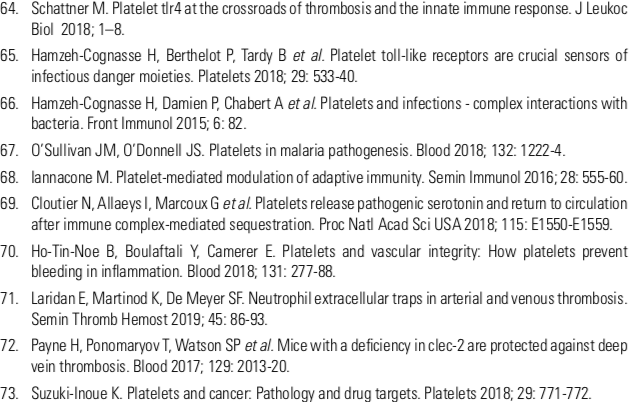 64. Schattner M. Platelet tlr4 at the crossroads of thrombosis and the innate immune response. J Leukoc
Biol 2018; 1–8.
65. Hamzeh-Cognasse H, Berthelot P, Tardy B et al. Platelet toll-like receptors are crucial sensors of
infectious danger moieties. Platelets 2018; 29: 533-40.
66. Hamzeh-Cognasse H, Damien P, Chabert A et al. Platelets and infections - complex interactions with
bacteria. Front Immunol 2015; 6: 82.
67. O'Sullivan JM, O'Donnell JS. Platelets in malaria pathogenesis. Blood 2018; 132: 1222-4.
68. Iannacone M. Platelet-mediated modulation of adaptive immunity. Semin Immunol 2016; 28: 555-60.
69. Cloutier N, Allaeys I, Marcoux G et al. Platelets release pathogenic serotonin and return to circulation
after immune complex-mediated sequestration. Proc Natl Acad Sci USA 2018; 115: E1550-E1559.
70. Ho-Tin-Noe B, Boulaftali Y, Camerer E. Platelets and vascular integrity: How platelets prevent
bleeding in inflammation. Blood 2018; 131: 277-88.
71. Laridan E, Martinod K, De Meyer SF. Neutrophil extracellular traps in arterial and venous thrombosis.
Semin Thromb Hemost 2019; 45: 86-93.
72. Payne H, Ponomaryov T, Watson SP et al. Mice with a deficiency in clec-2 are protected against deep
vein thrombosis. Blood 2017; 129: 2013-20.
73. Suzuki-Inoue K. Platelets and cancer: Pathology and drug targets. Platelets 2018; 29: 771-772.